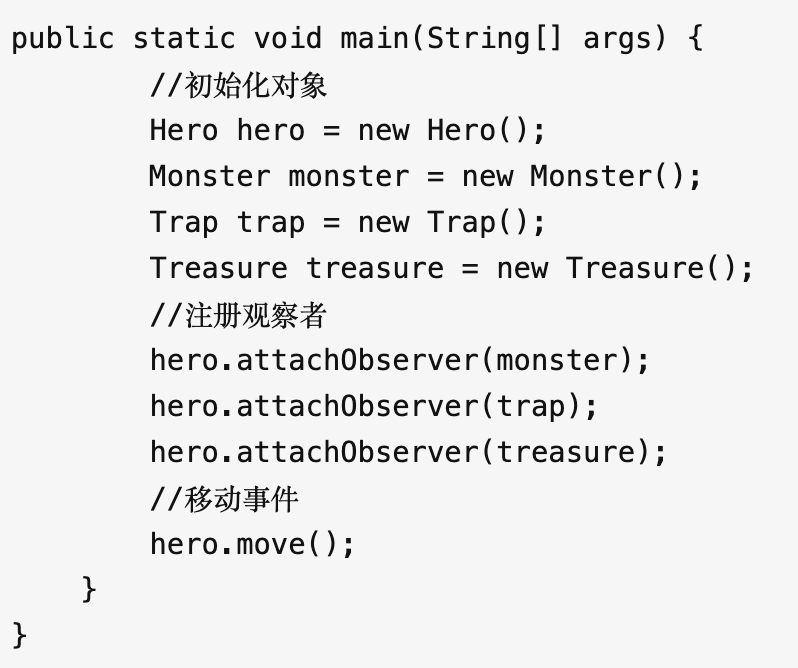 public static void main(String[] args) {
        //初始化对象
        Hero hero = new Hero();
        Monster monster = new Monster();
        Trap trap = new Trap();
        Treasure treasure = new Treasure();
        //注册观察者
        hero.attachObserver(monster);
        hero.attachObserver(trap);
        hero.attachObserver(treasure);
        //移动事件
        hero.move();
    }
}